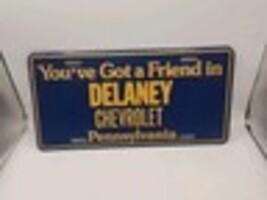 You've Got a Friend in
DELANEY
CHEVROLET
Pennsylvania